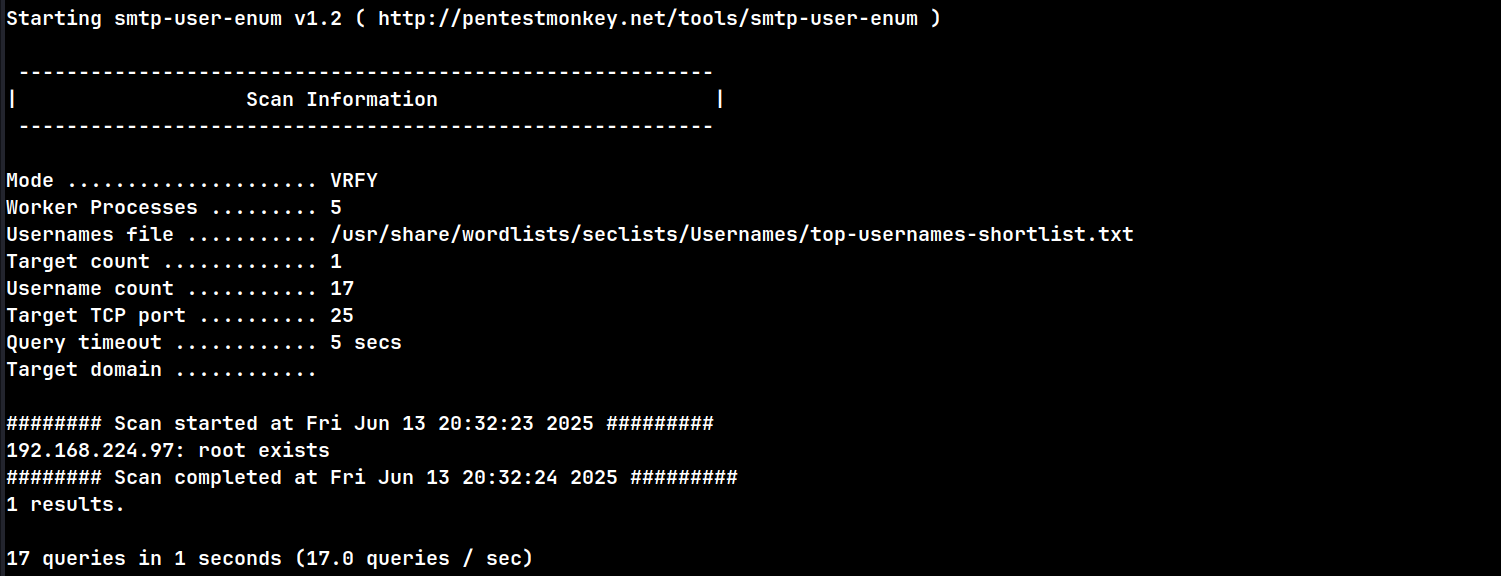 Starting smtp-user-enum v1.2 ( http://pentestmonkey.net/tools/smtp-user-enum )
 ----------------------------------------------------------
|                   Scan Information                       |
 ----------------------------------------------------------
Mode ..................... VRFY
Worker Processes ......... 5
Usernames file ........... /usr/share/wordlists/seclists/Usernames/top-usernames-shortlist.txt
Target count ............. 1
Username count ........... 17
Target TCP port .......... 25
Query timeout ............ 5 secs
Target domain ............
######## Scan started at Fri Jun 13 20:32:23 2025 #########
192.168.224.97: root exists
######## Scan completed at Fri Jun 13 20:32:24 2025 #########
1 results.
17 queries in 1 seconds (17.0 queries / sec)